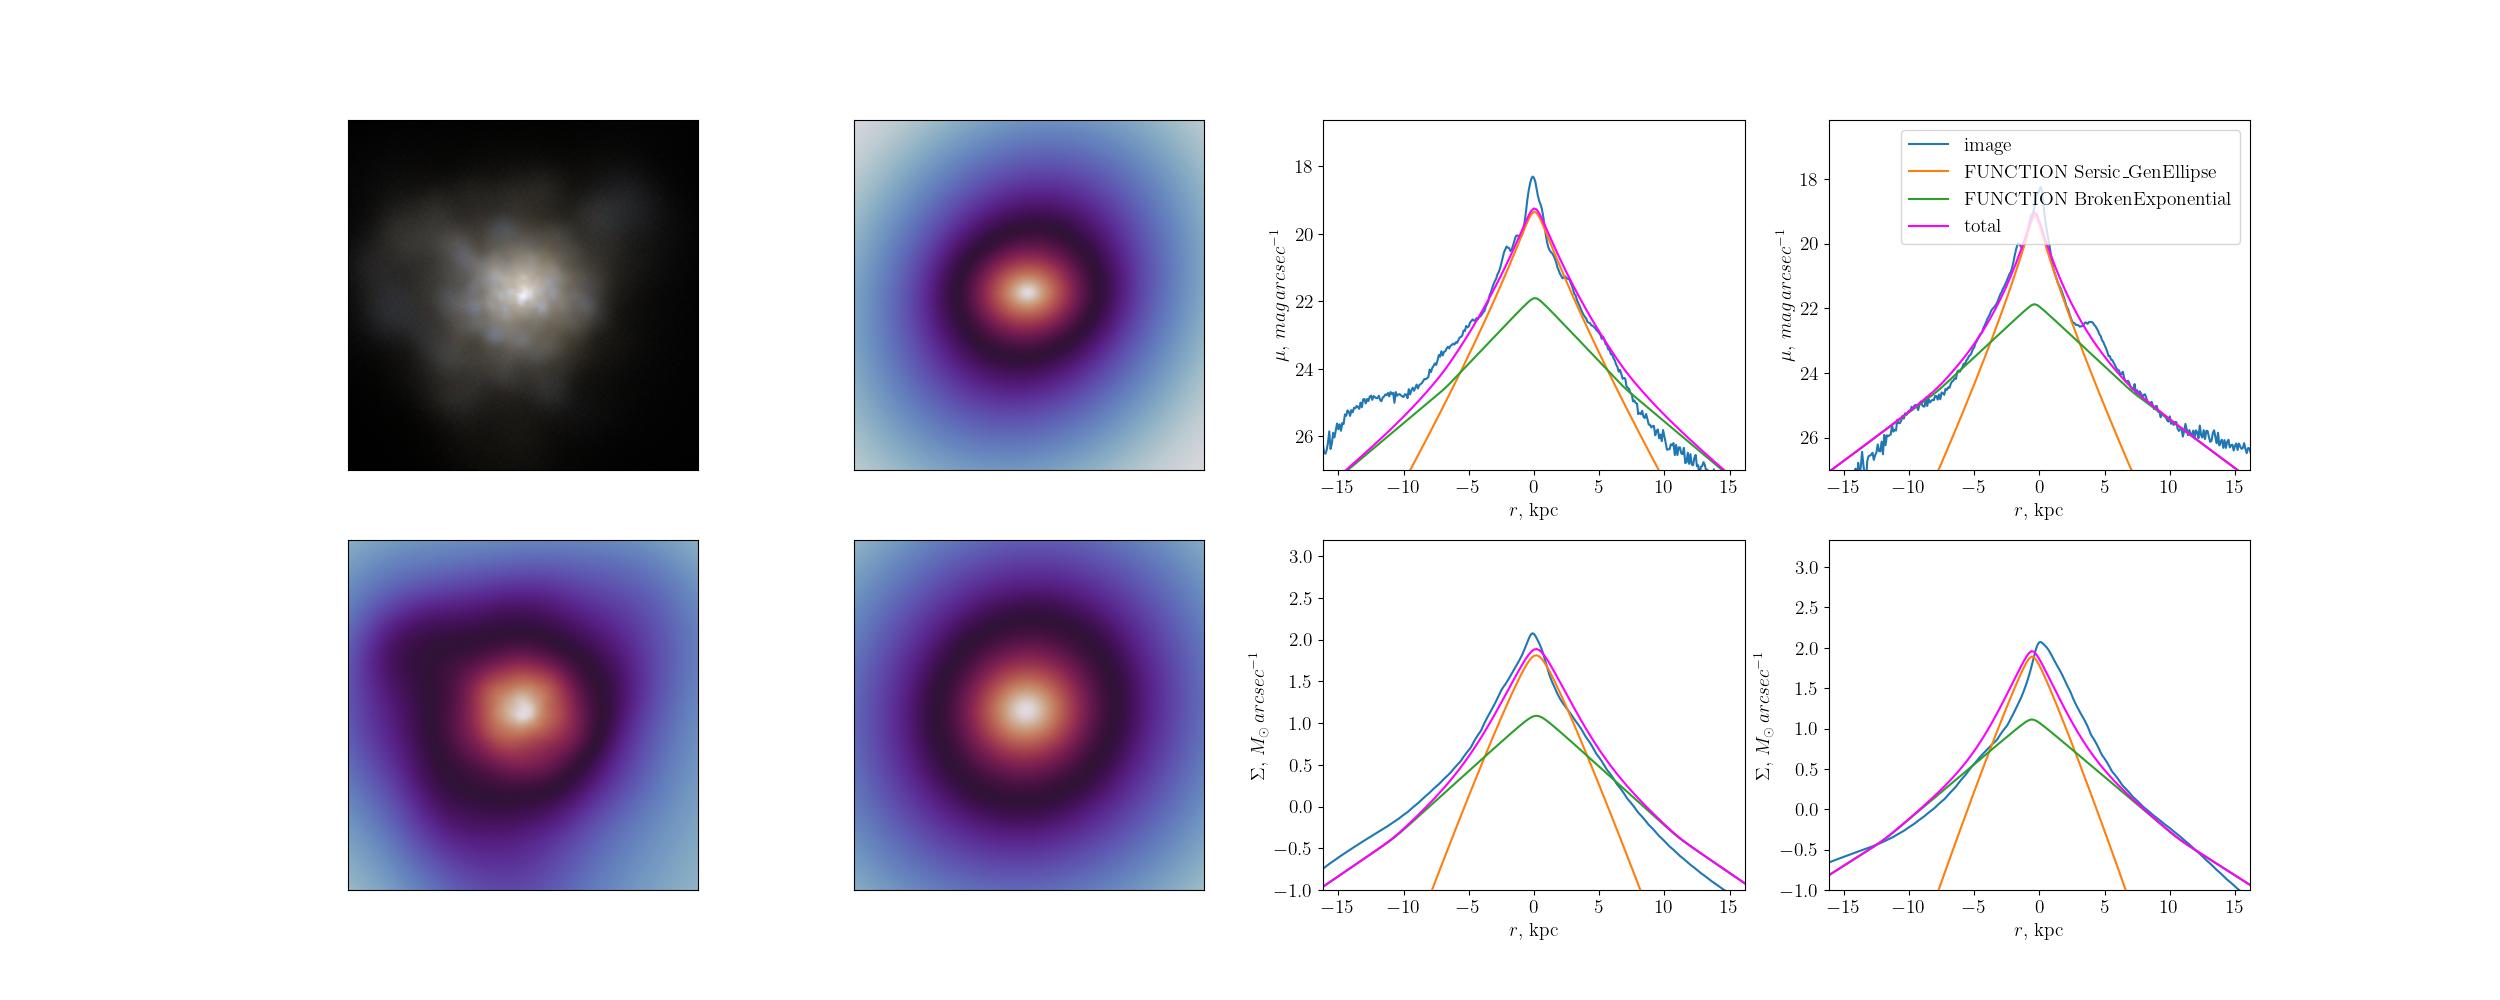 18
20
22
24
26
μ, magarcsec⁻¹
−15 −10 −5 0 5 10 15
r, kpc
18
20
22
24
26
μ, magarcsec⁻¹
image
FUNCTION Sersic_GenEllipse
FUNCTION BrokenExponential
total
−15 −10 −5 0 5 10 15
r, kpc
3.0
2.5
2.0
1.5
1.0
0.5
0.0
−0.5
−1.0
Σ, M⊙ arcsec⁻¹
−15 −10 −5 0 5 10 15
r, kpc
3.0
2.5
2.0
1.5
1.0
0.5
0.0
−0.5
−1.0
Σ, M⊙ arcsec⁻¹
−15 −10 −5 0 5 10 15
r, kpc